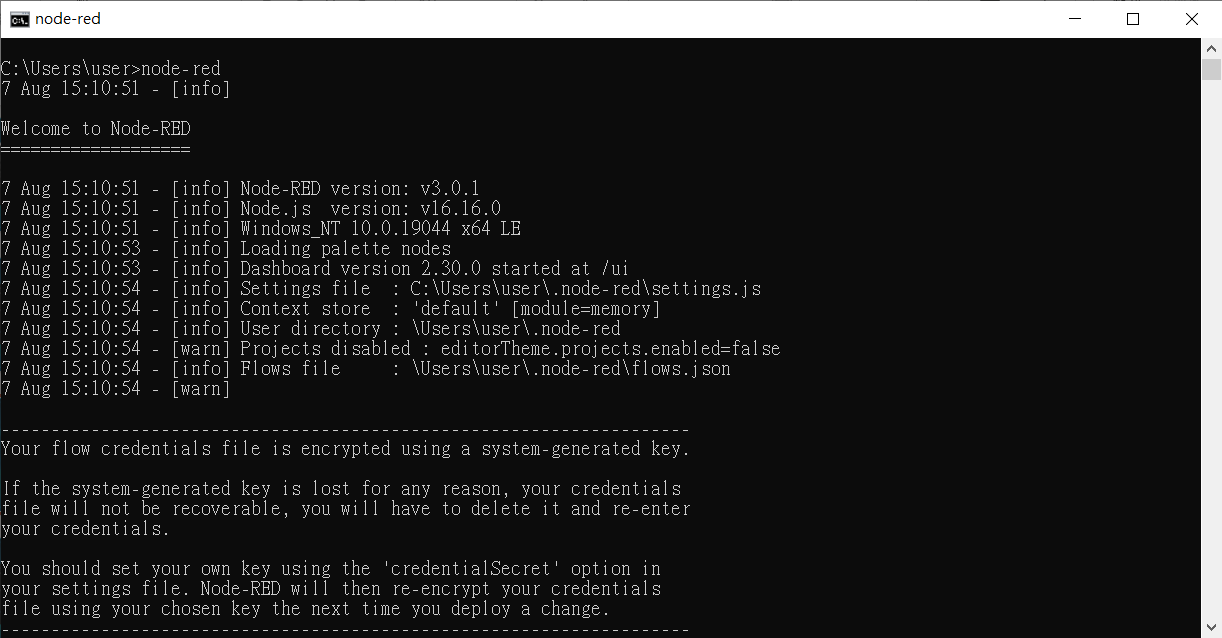 node-red
C:\Users\user>node-red
7 Aug 15:10:51 - [info]
Welcome to Node-RED
===================
7 Aug 15:10:51 - [info] Node-RED version: v3.0.1
7 Aug 15:10:51 - [info] Node.js  version: v16.16.0
7 Aug 15:10:51 - [info] Windows_NT 10.0.19044 x64 LE
7 Aug 15:10:53 - [info] Loading palette nodes
7 Aug 15:10:53 - [info] Dashboard version 2.30.0 started at /ui
7 Aug 15:10:54 - [info] Settings file  : C:\Users\user\.node-red\settings.js
7 Aug 15:10:54 - [info] Context store  : 'default' [module=memory]
7 Aug 15:10:54 - [info] User directory : \Users\user\.node-red
7 Aug 15:10:54 - [warn] Projects disabled : editorTheme.projects.enabled=false
7 Aug 15:10:54 - [info] Flows file     : \Users\user\.node-red\flows.json
7 Aug 15:10:54 - [warn]
---------------------------------------------------------------------
Your flow credentials file is encrypted using a system-generated key.
If the system-generated key is lost for any reason, your credentials
file will not be recoverable, you will have to delete it and re-enter
your credentials.
You should set your own key using the 'credentialSecret' option in
your settings file. Node-RED will then re-encrypt your credentials
file using your chosen key the next time you deploy a change.
---------------------------------------------------------------------